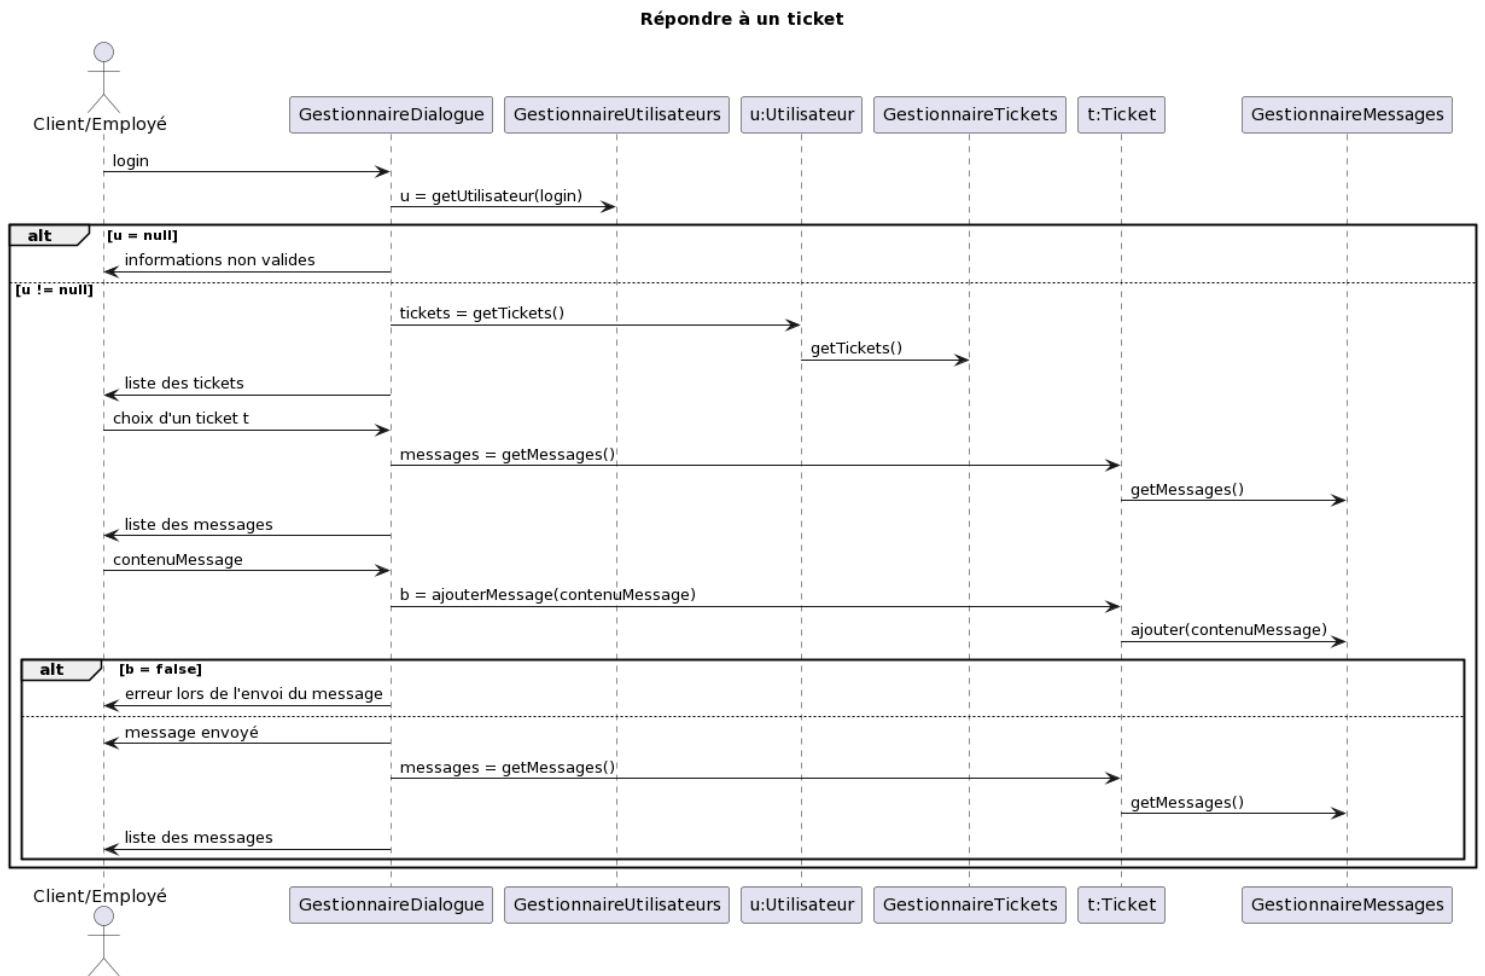 Répondre à un ticket
Client/Employé
GestionnaireDialogue
GestionnaireUtilisateurs
u:Utilisateur
GestionnaireTickets
t:Ticket
GestionnaireMessages
login
u = getUtilisateur(login)
alt
[u = null]
informations non valides
[u != null]
tickets = getTickets()
getTickets()
liste des tickets
choix d'un ticket t
messages = getMessages()
getMessages()
liste des messages
contenuMessage
b = ajouterMessage(contenuMessage)
ajouter(contenuMessage)
alt
[b = false]
erreur lors de l'envoi du message
message envoyé
messages = getMessages()
getMessages()
liste des messages
Client/Employé
GestionnaireDialogue
GestionnaireUtilisateurs
u:Utilisateur
GestionnaireTickets
t:Ticket
GestionnaireMessages